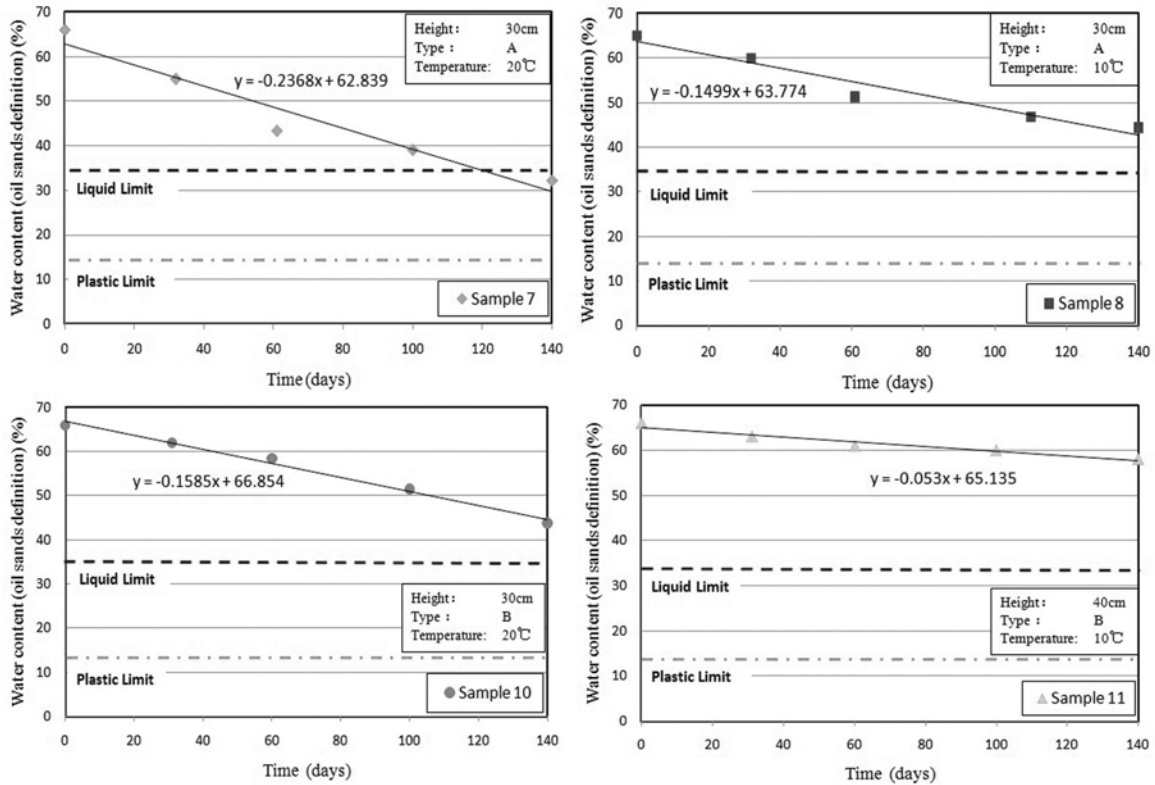 Water content (oil sands definition) (%)
70
60
50
40
30
20
10
0
Height: 30cm
Type : A
Temperature: 20℃
y = -0.2368x + 62.839
Liquid Limit
Plastic Limit
Sample 7
0 20 40 60 80 100 120 140
Time (days)
Water content (oil sands definition) (%)
70
60
50
40
30
20
10
0
Height: 30cm
Type : A
Temperature: 10℃
y = -0.1499x + 63.774
Liquid Limit
Plastic Limit
Sample 8
0 20 40 60 80 100 120 140
Time (days)
Water content (oil sands definition) (%)
70
60
50
40
30
20
10
0
y = -0.1585x + 66.854
Liquid Limit
Height: 30cm
Type : B
Temperature: 20℃
Plastic Limit
Sample 10
0 20 40 60 80 100 120 140
Time (days)
Water content (oil sands definition) (%)
70
60
50
40
30
20
10
0
y = -0.053x + 65.135
Liquid Limit
Height: 40cm
Type : B
Temperature: 10℃
Plastic Limit
Sample 11
0 20 40 60 80 100 120 140
Time (days)